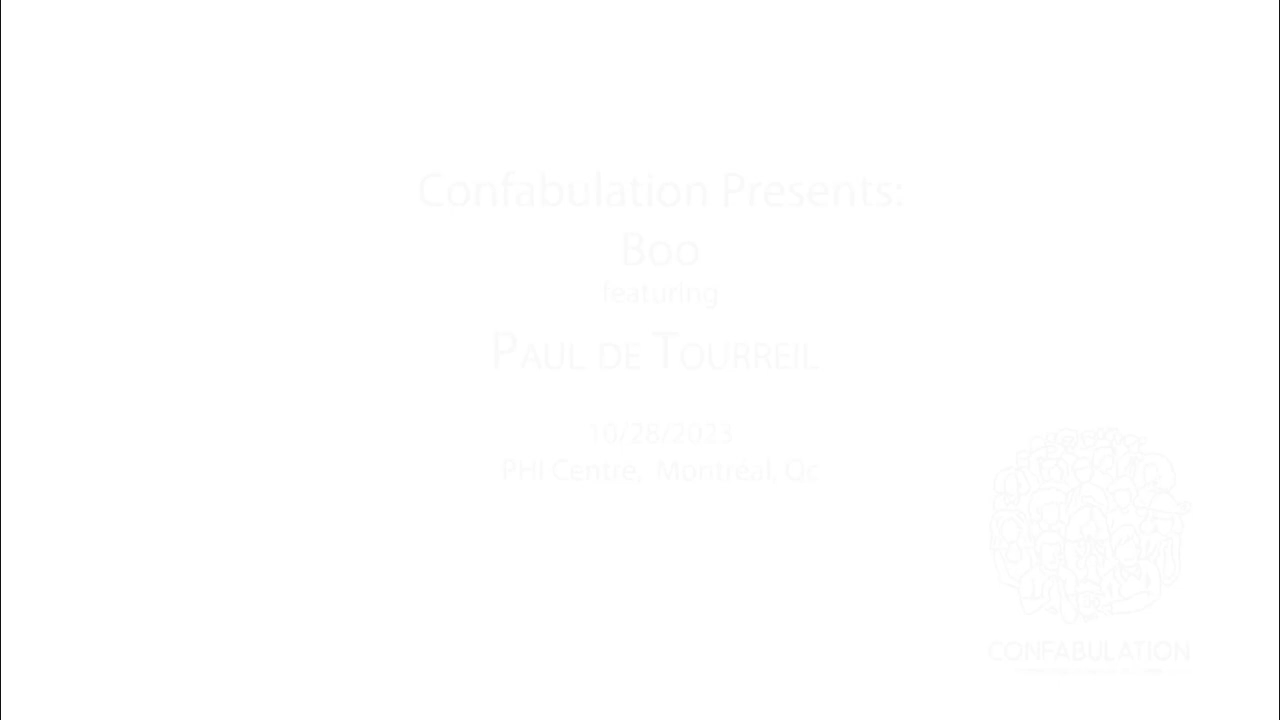 Confabulation Presents:
Boo
featuring
PAUL DE TOURREIL
10/28/2023
PHI Centre, Montréal, Qc
CONFABULATION